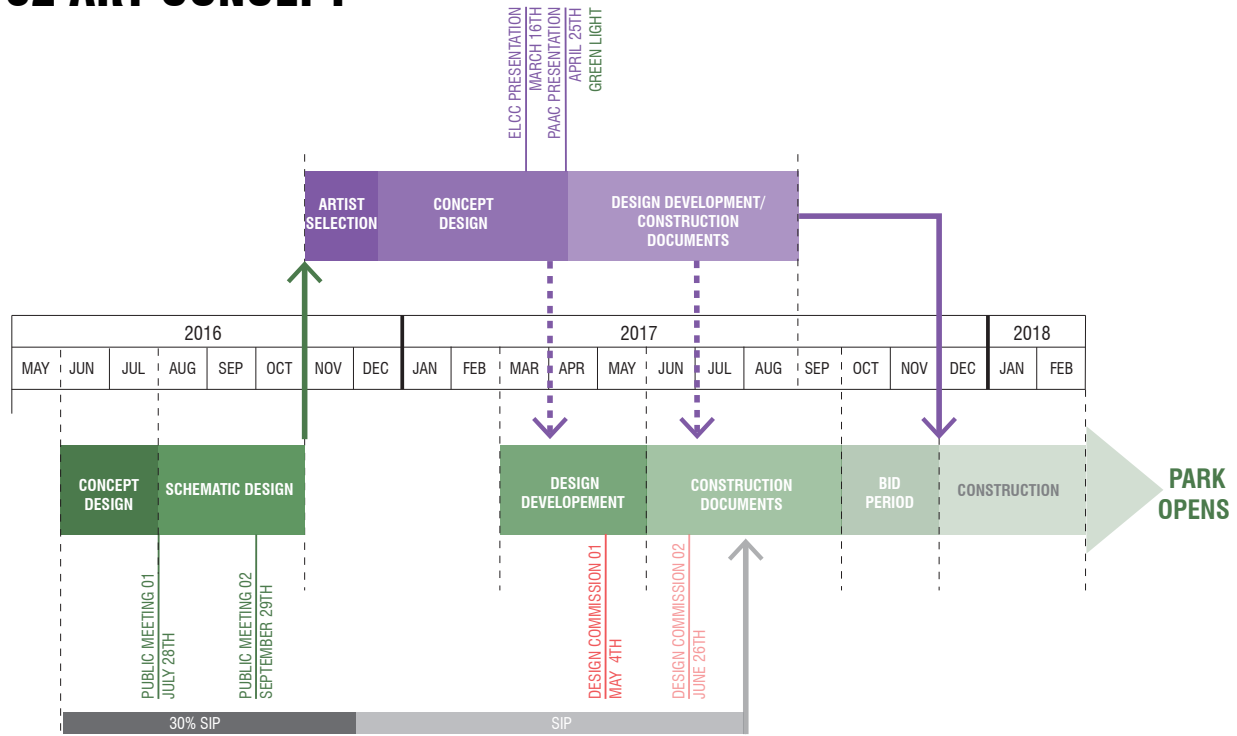 02 ART CONCEPT
ELCC PRESENTATION
MARCH 16TH
PAAC PRESENTATION
APRIL 25TH
GREEN LIGHT
ARTIST
SELECTION
CONCEPT
DESIGN
DESIGN DEVELOPMENT/
CONSTRUCTION
DOCUMENTS
2016
2017
2018
MAY
JUN
JUL
AUG
SEP
OCT
NOV
DEC
JAN
FEB
MAR
APR
MAY
JUN
JUL
AUG
SEP
OCT
NOV
DEC
JAN
FEB
CONCEPT
DESIGN
SCHEMATIC DESIGN
DESIGN
DEVELOPEMENT
CONSTRUCTION
DOCUMENTS
BID
PERIOD
CONSTRUCTION
PARK
OPENS
PUBLIC MEETING 01
JULY 28TH
PUBLIC MEETING 02
SEPTEMBER 29TH
DESIGN COMMISSION 01
MAY 4TH
DESIGN COMMISSION 02
JUNE 26TH
30% SIP
SIP